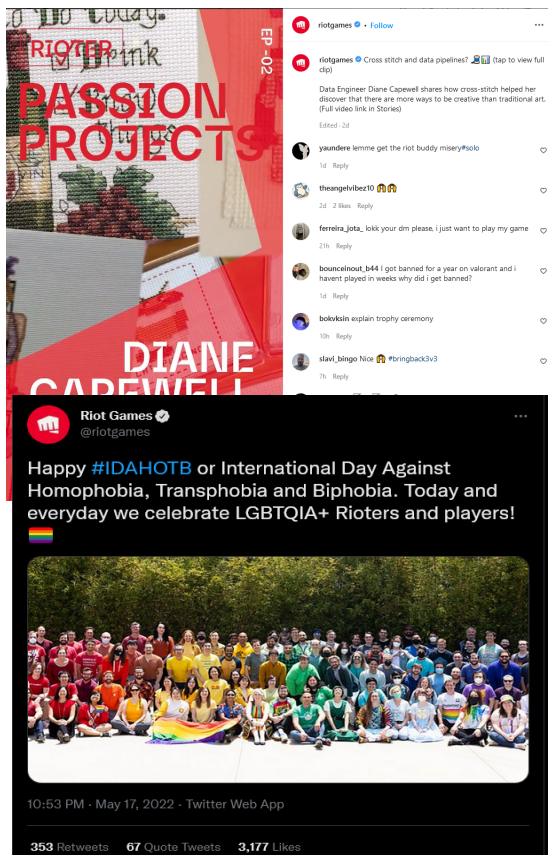 o Do today:
RIOTER
Drink
PASSION
things
PROJECTS
EP-02
DIANE
CAPEWELL
riotgames • Follow
riotgames Cross stitch and data pipelines? 👩‍💻📊 (tap to view full
clip)
Data Engineer Diane Capewell shares how cross-stitch helped her
discover that there are more ways to be creative than traditional art.
(Full video link in Stories)
Edited · 2d
yaundere lemme get the riot buddy misery#solo
1d Reply
theangelvibez10 🙌🙌
2d 2 likes Reply
ferreira_jota_ lokk your dm please, i just want to play my game
21h Reply
bounceinout_b44 I got banned for a year on valorant and i
havent played in weeks why did i get banned?
1d Reply
bokvksin explain trophy ceremony
10h Reply
slavi_bingo Nice 🙌 #bringback3v3
7h Reply
Riot Games
@riotgames
Happy #IDAHOTB or International Day Against
Homophobia, Transphobia and Biphobia. Today and
everyday we celebrate LGBTQIA+ Rioters and players!
🏳️‍🌈
10:53 PM · May 17, 2022 · Twitter Web App
353 Retweets 67 Quote Tweets 3,177 Likes